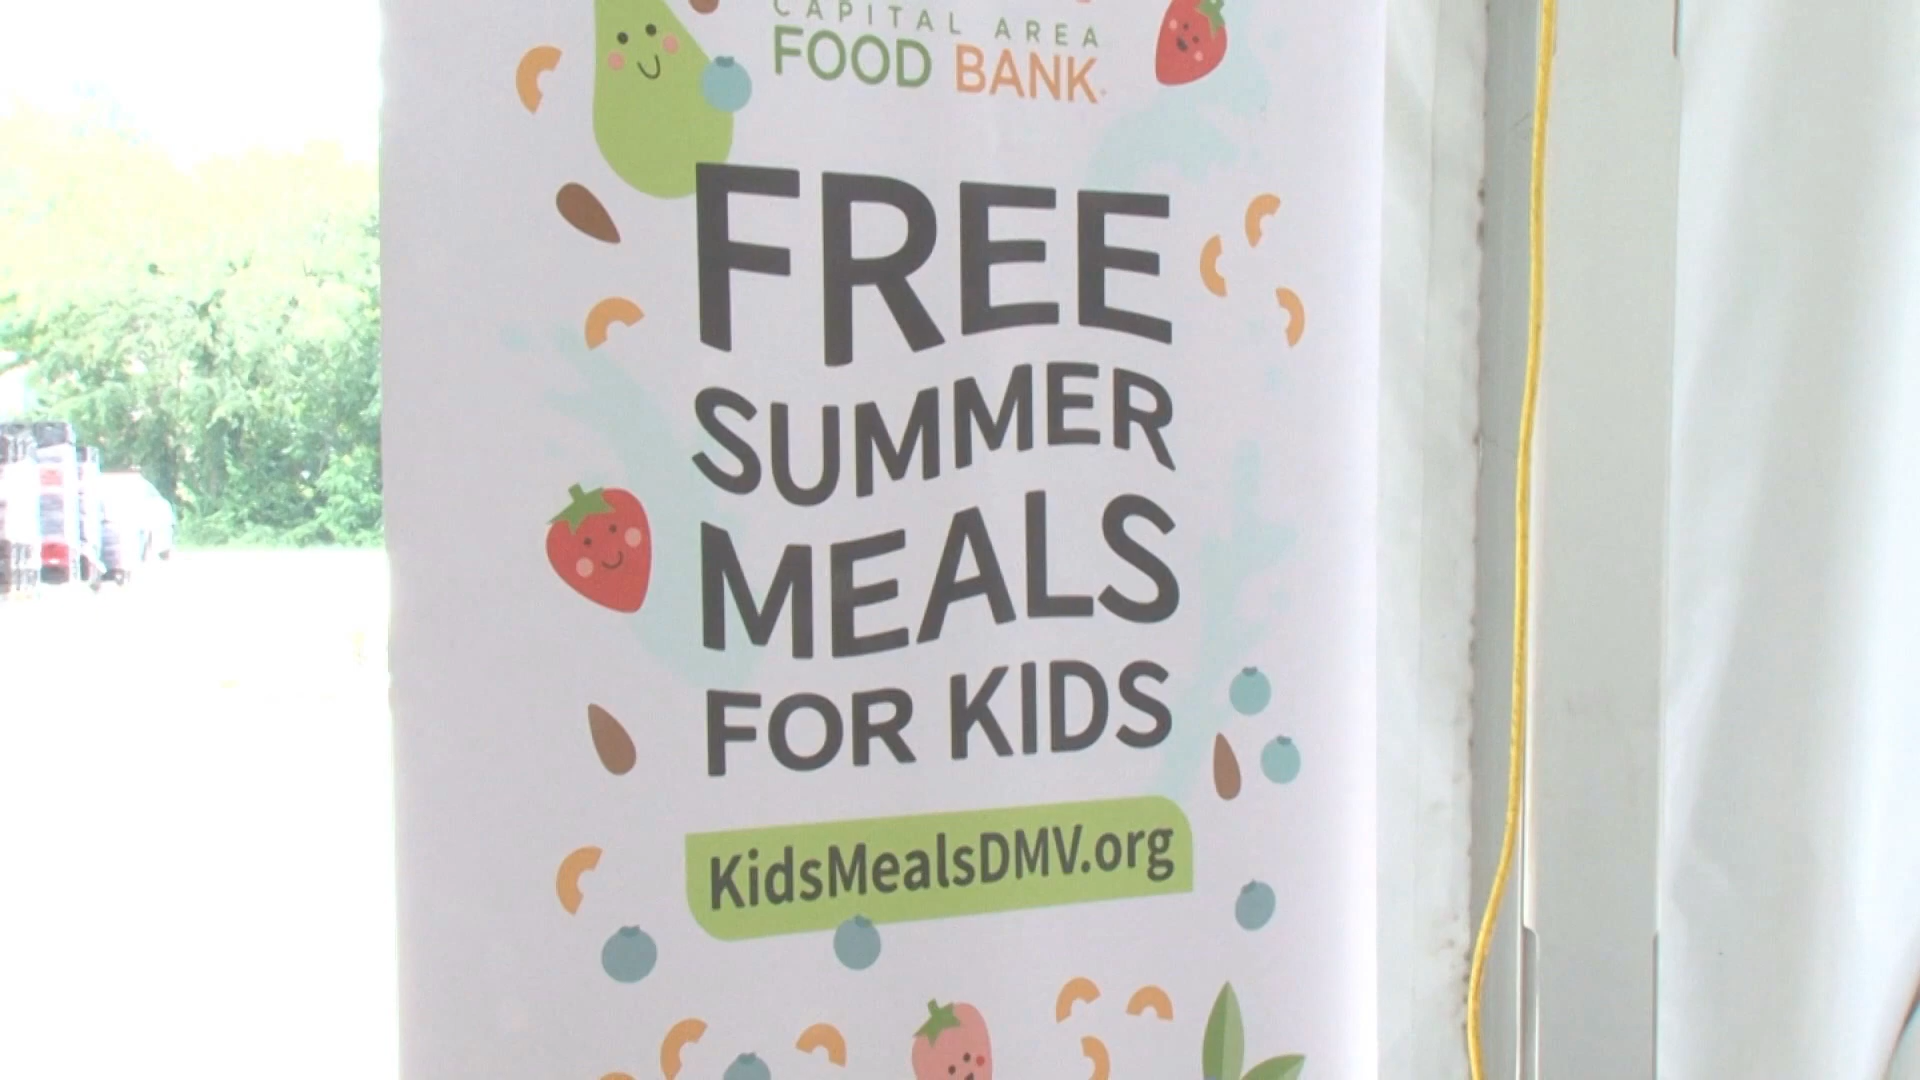 CAPITAL AREA
FOOD BANK
FREE
SUMMER
MEALS
FOR KIDS
KidsMealsDMV.org